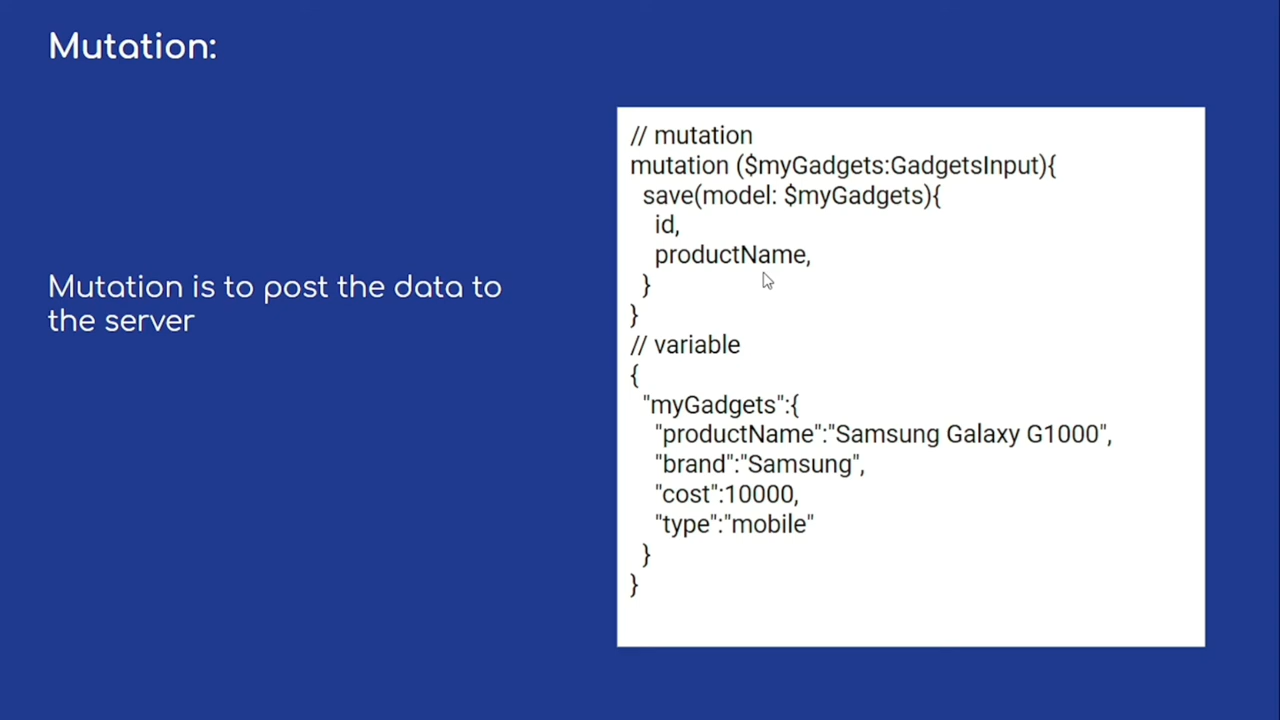 Mutation:
Mutation is to post the data to
the server
// mutation
mutation ($myGadgets:GadgetsInput){
save(model: $myGadgets){
id,
productName,
}
}
// variable
{
"myGadgets":{
"productName":"Samsung Galaxy G1000",
"brand":"Samsung",
"cost":10000,
"type":"mobile"
}
}